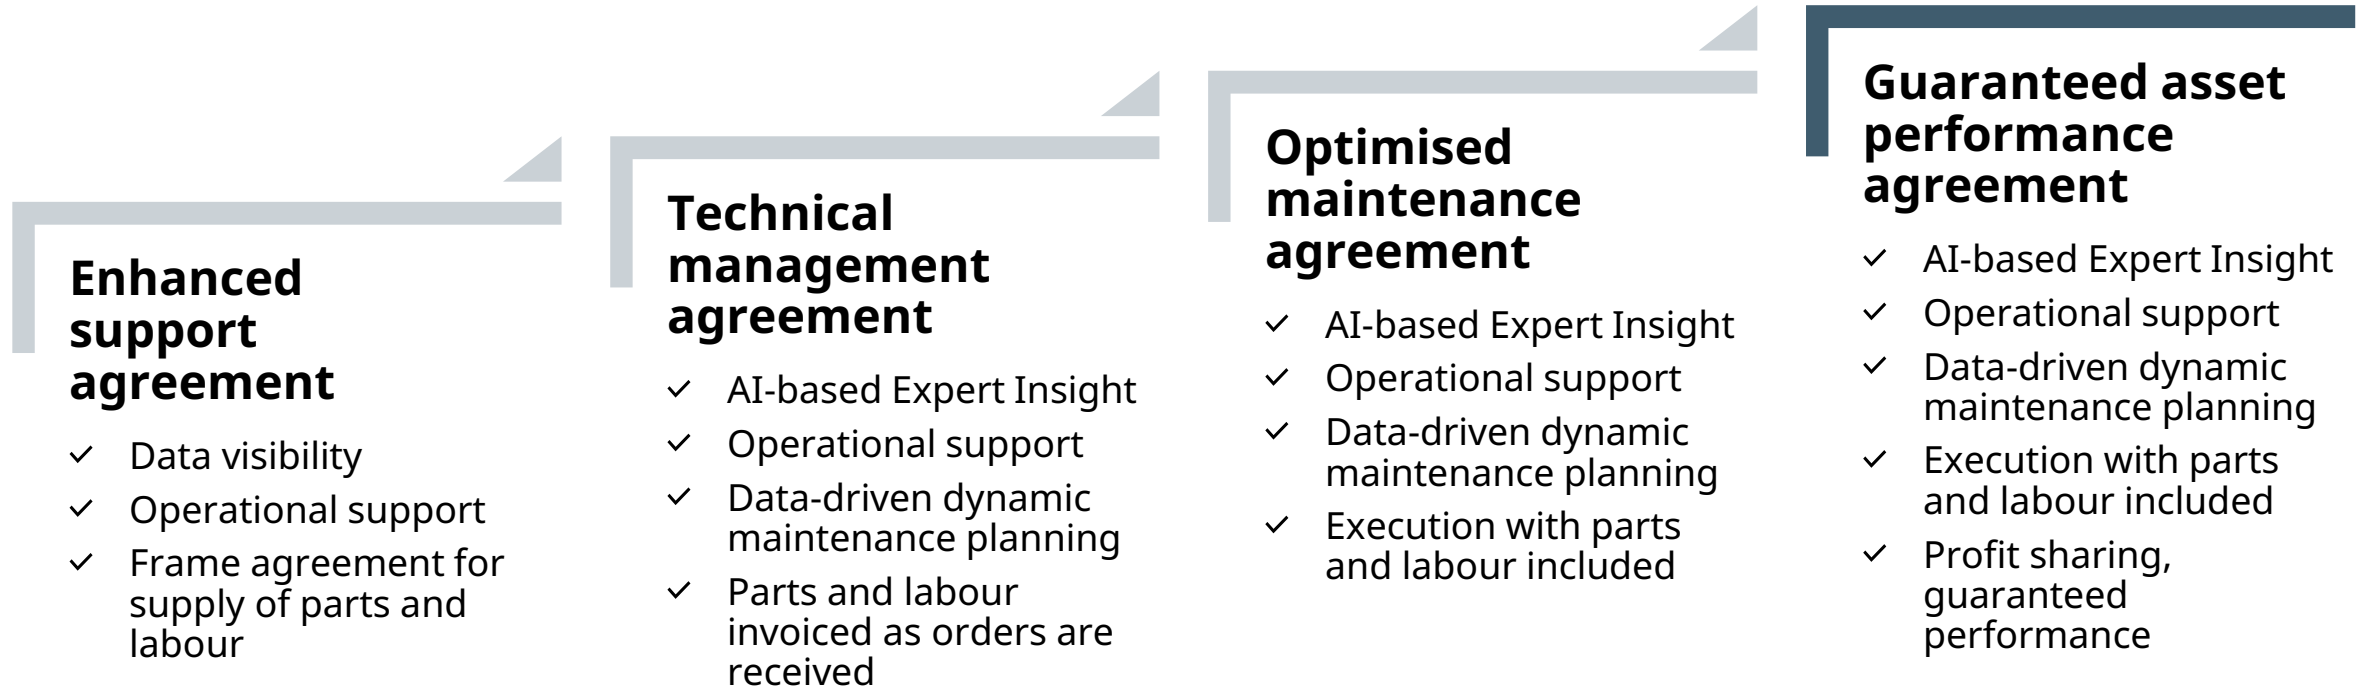 Enhanced
support
agreement
✓ Data visibility
✓ Operational support
✓ Frame agreement for
supply of parts and
labour
Technical
management
agreement
✓ AI-based Expert Insight
✓ Operational support
✓ Data-driven dynamic
maintenance planning
✓ Parts and labour
invoiced as orders are
received
Optimised
maintenance
agreement
✓ AI-based Expert Insight
✓ Operational support
✓ Data-driven dynamic
maintenance planning
✓ Execution with parts
and labour included
Guaranteed asset
performance
agreement
✓ AI-based Expert Insight
✓ Operational support
✓ Data-driven dynamic
maintenance planning
✓ Execution with parts
and labour included
✓ Profit sharing,
guaranteed
performance